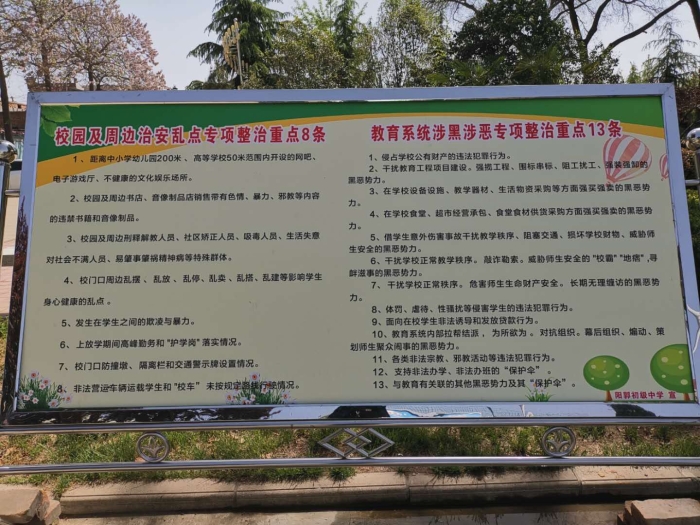 校园及周边治安乱点专项整治重点8条
1、距离中小学幼儿园200米、高等学校50米范围内开设的网吧、
电子游戏厅、不健康的文化娱乐场所。
2、校园及周边书店、音像制品店销售带有色情、暴力、邪教等内容
的违禁书籍和音像制品。
3、校园及周边刑释解教人员、社区矫正人员、吸毒人员、生活失意
对社会不满人员、易肇事肇祸精神病等特殊群体。
4、校门口周边乱摆、乱放、乱停、乱卖、乱搭、乱建等影响学生
身心健康的乱点。
5、发生在学生之间的欺凌与暴力。
6、上放学期间高峰勤务和“护学岗”落实情况。
7、校门口防撞墩、隔离栏和交通警示牌设置情况。
8、非法营运车辆运载学生和“校车”未按规定路线行驶情况。
教育系统涉黑涉恶专项整治重点13条
1、侵占学校公有财产的违法犯罪行为。
2、干扰教育工程项目建设。强揽工程、围标串标、阻工扰工、强装强卸的
黑恶势力。
3、在学校设备设施、教学器材、生活物资采购等方面强买强卖的黑恶势
力。
4、在学校食堂、超市经营承包、食堂食材供货采购方面强买强卖的黑恶势
力。
5、借学生意外伤害事故干扰教学秩序、阻塞交通、损坏学校财物、威胁师
生安全的黑恶势力。
6、干扰学校正常教学秩序。敲诈勒索。威胁师生安全的“校霸”“地痞”,寻
衅滋事的黑恶势力。
7、干扰学校正常秩序。危害师生生命财产安全。长期无理缠访的黑恶势
力。
8、体罚、虐待、性骚扰等侵害学生的违法犯罪行为。
9、面向在校学生非法诱导和发放贷款行为。
10、教育系统内部拉帮结派,为所欲为。对抗组织。幕后组织、煽动、策
划师生聚众闹事的黑恶势力。
11、各类非法宗教、邪教活动等违法犯罪行为。
12、支持非法办学、非法办班的“保护伞”。
13、与教育有关联的其他黑恶势力及其“保护伞”。
阳郭初级中学 宣